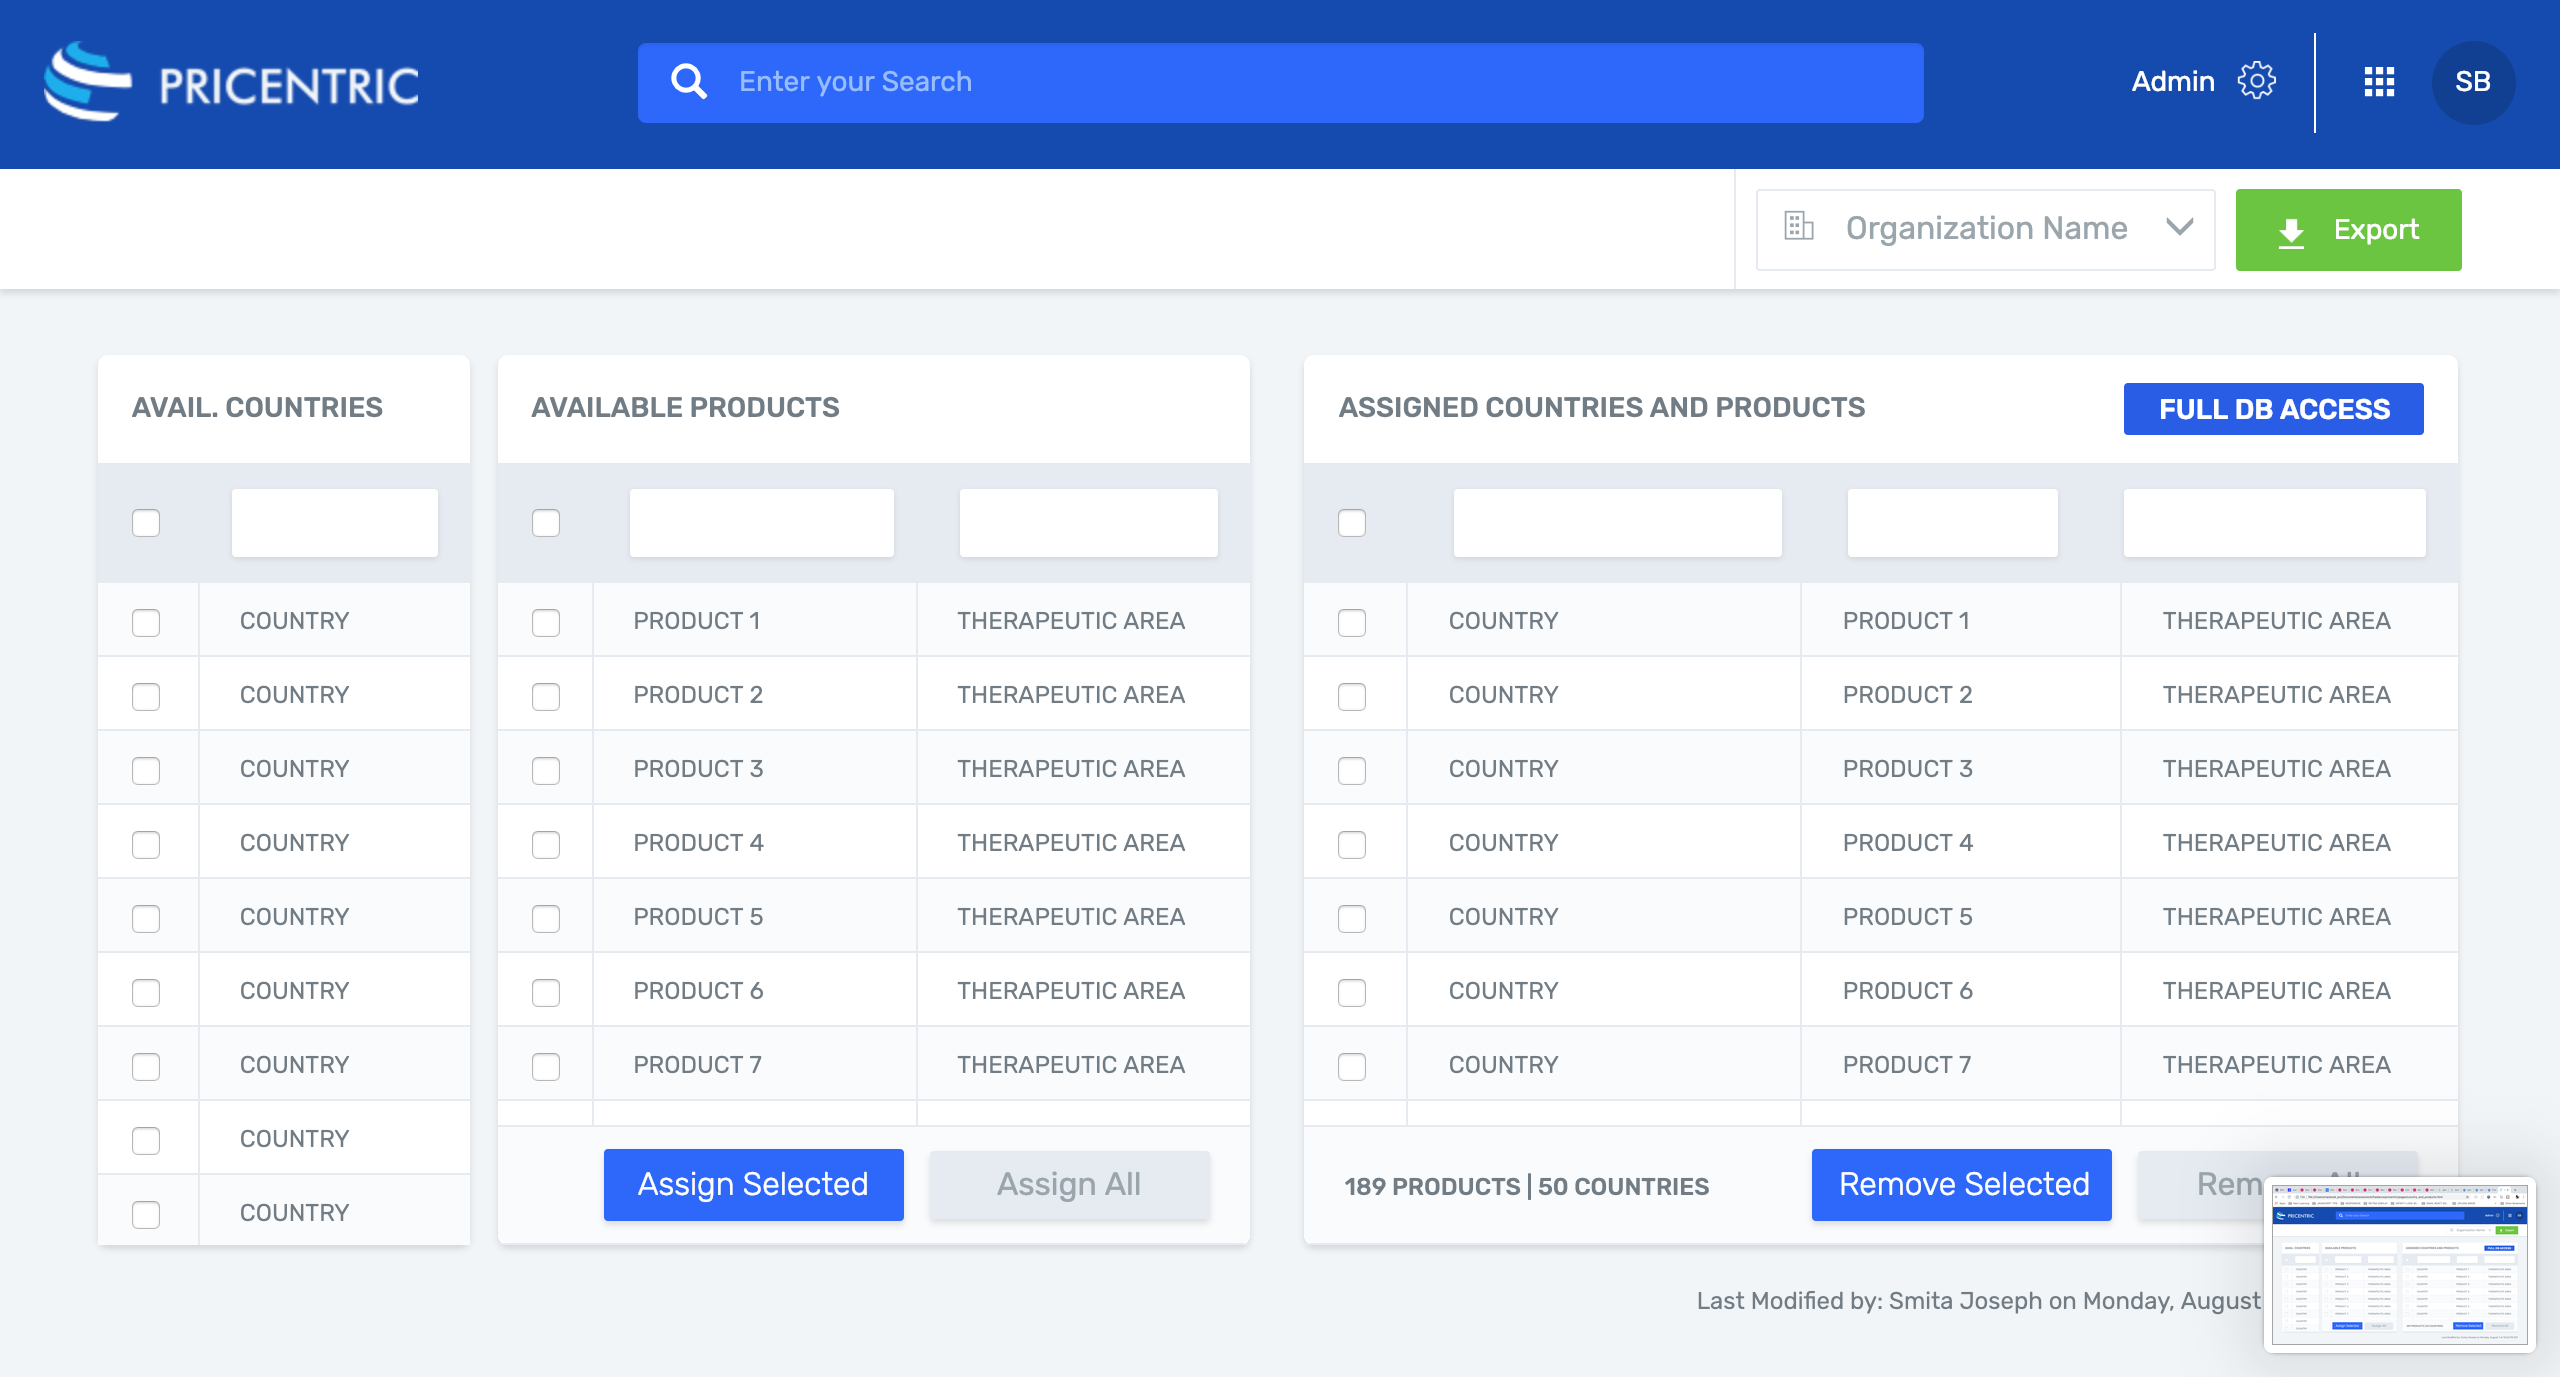 PRICENTRIC
Enter your Search
Admin
SB
Organization Name
Export
AVAIL. COUNTRIES
AVAILABLE PRODUCTS
ASSIGNED COUNTRIES AND PRODUCTS
FULL DB ACCESS
COUNTRY PRODUCT 1 THERAPEUTIC AREA COUNTRY PRODUCT 1 THERAPEUTIC AREA
COUNTRY PRODUCT 2 THERAPEUTIC AREA COUNTRY PRODUCT 2 THERAPEUTIC AREA
COUNTRY PRODUCT 3 THERAPEUTIC AREA COUNTRY PRODUCT 3 THERAPEUTIC AREA
COUNTRY PRODUCT 4 THERAPEUTIC AREA COUNTRY PRODUCT 4 THERAPEUTIC AREA
COUNTRY PRODUCT 5 THERAPEUTIC AREA COUNTRY PRODUCT 5 THERAPEUTIC AREA
COUNTRY PRODUCT 6 THERAPEUTIC AREA COUNTRY PRODUCT 6 THERAPEUTIC AREA
COUNTRY PRODUCT 7 THERAPEUTIC AREA COUNTRY PRODUCT 7 THERAPEUTIC AREA
COUNTRY
COUNTRY
Assign Selected
Assign All
189 PRODUCTS | 50 COUNTRIES
Remove Selected
Last Modified by: Smita Joseph on Monday, August